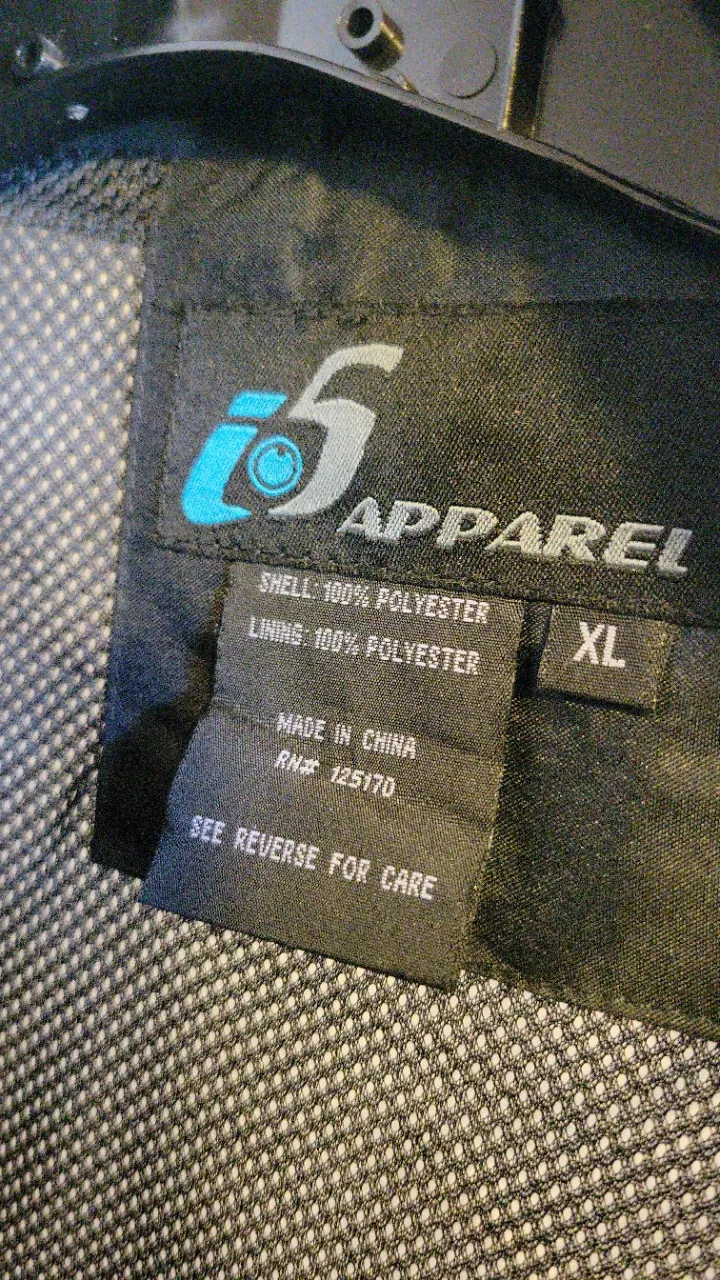 i5 APPAREL
SHELL: 100% POLYESTER
LINING: 100% POLYESTER
XL
MADE IN CHINA
RN# 125170
SEE REVERSE FOR CARE